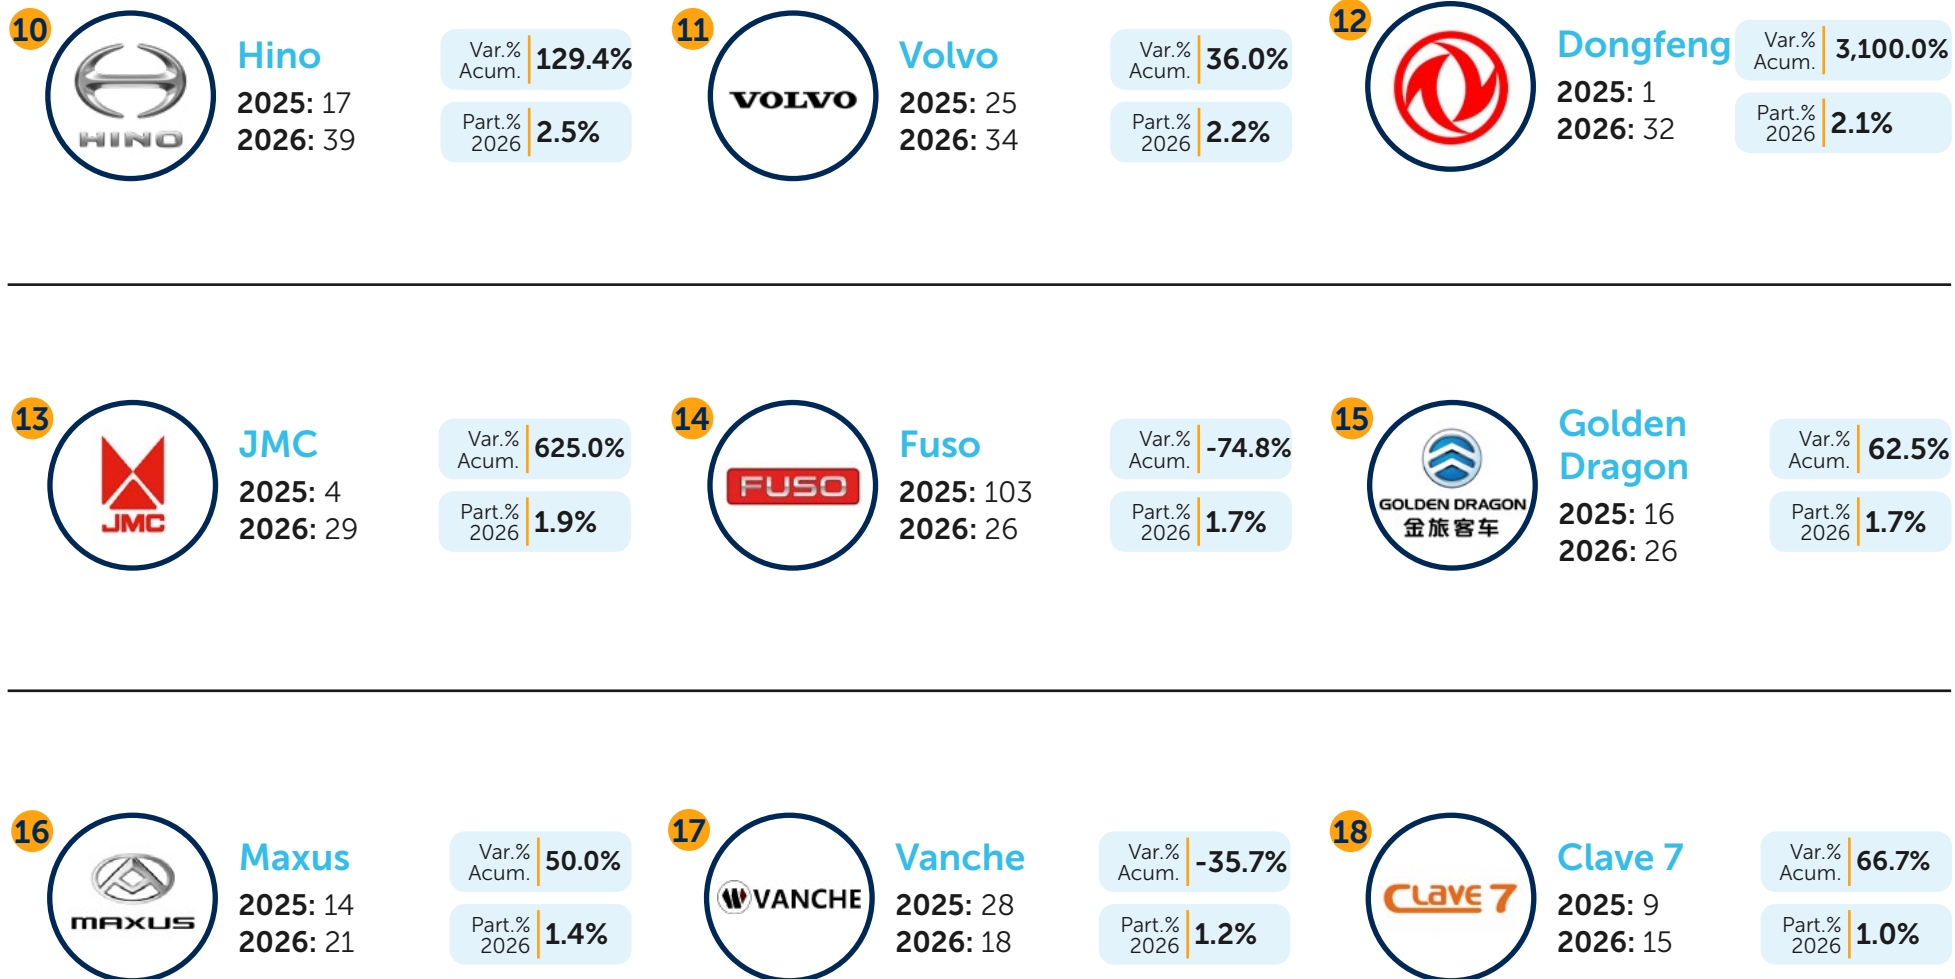 10
HINO
Hino
2025: 17
2026: 39
Var.%
Acum.
129.4%
Part.%
2026
2.5%
11
VOLVO
Volvo
2025: 25
2026: 34
Var.%
Acum.
36.0%
Part.%
2026
2.2%
12
Dongfeng
2025: 1
2026: 32
Var.%
Acum.
3,100.0%
Part.%
2026
2.1%
13
JMC
JMC
2025: 4
2026: 29
Var.%
Acum.
625.0%
Part.%
2026
1.9%
14
FUSO
Fuso
2025: 103
2026: 26
Var.%
Acum.
-74.8%
Part.%
2026
1.7%
15
GOLDEN DRAGON
金旅客车
Golden
Dragon
2025: 16
2026: 26
Var.%
Acum.
62.5%
Part.%
2026
1.7%
16
MAXUS
Maxus
2025: 14
2026: 21
Var.%
Acum.
50.0%
Part.%
2026
1.4%
17
VANCHE
Vanche
2025: 28
2026: 18
Var.%
Acum.
-35.7%
Part.%
2026
1.2%
18
CLAVE 7
Clave 7
2025: 9
2026: 15
Var.%
Acum.
66.7%
Part.%
2026
1.0%